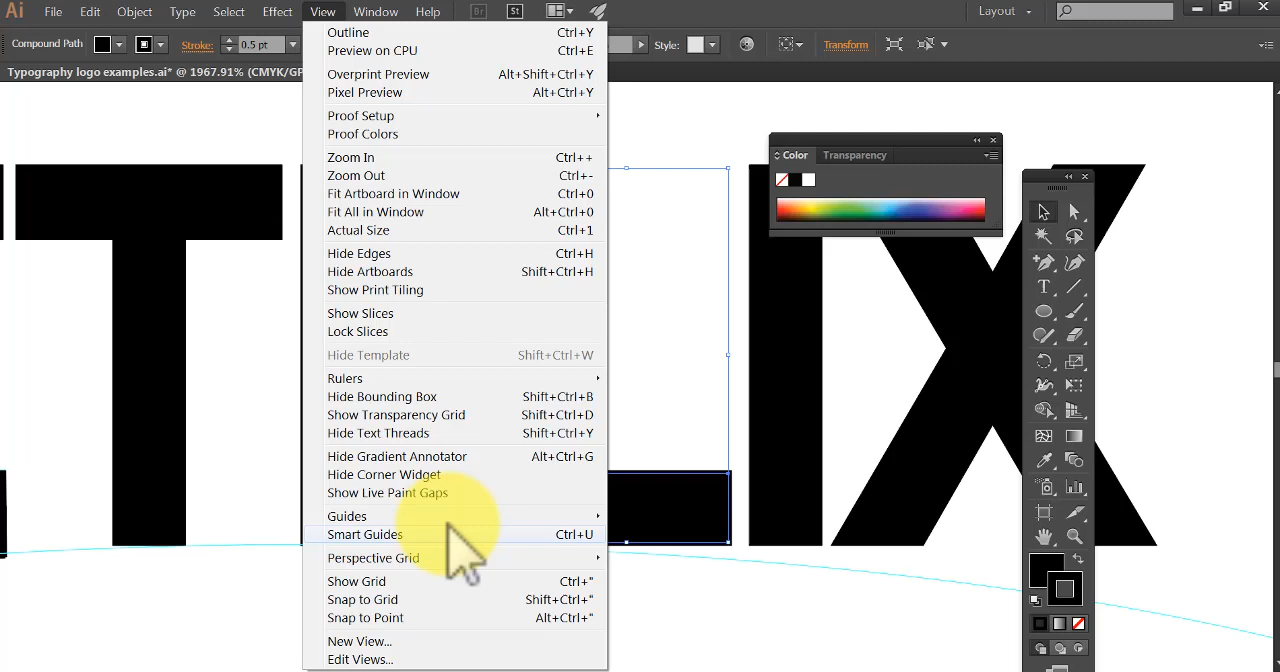 Ai File Edit Object Type Select Effect View Window Help Br St Layout
Compound Path Stroke: 0.5 pt Style: Transform
Typography logo examples.ai* @ 1967.91% (CMYK/GP
Outline Ctrl+Y
Preview on CPU Ctrl+E
Overprint Preview Alt+Shift+Ctrl+Y
Pixel Preview Alt+Ctrl+Y
Proof Setup
Proof Colors
Zoom In Ctrl++
Zoom Out Ctrl+-
Fit Artboard in Window Ctrl+0
Fit All in Window Alt+Ctrl+0
Actual Size Ctrl+1
Hide Edges Ctrl+H
Hide Artboards Shift+Ctrl+H
Show Print Tiling
Show Slices
Lock Slices
Hide Template Shift+Ctrl+W
Rulers
Hide Bounding Box Shift+Ctrl+B
Show Transparency Grid Shift+Ctrl+D
Hide Text Threads Shift+Ctrl+Y
Hide Gradient Annotator Alt+Ctrl+G
Hide Corner Widget
Show Live Paint Gaps
Guides
Smart Guides Ctrl+U
Perspective Grid
Show Grid Ctrl+"
Snap to Grid Shift+Ctrl+"
Snap to Point Alt+Ctrl+"
New View...
Edit Views...
Color Transparency
T IX